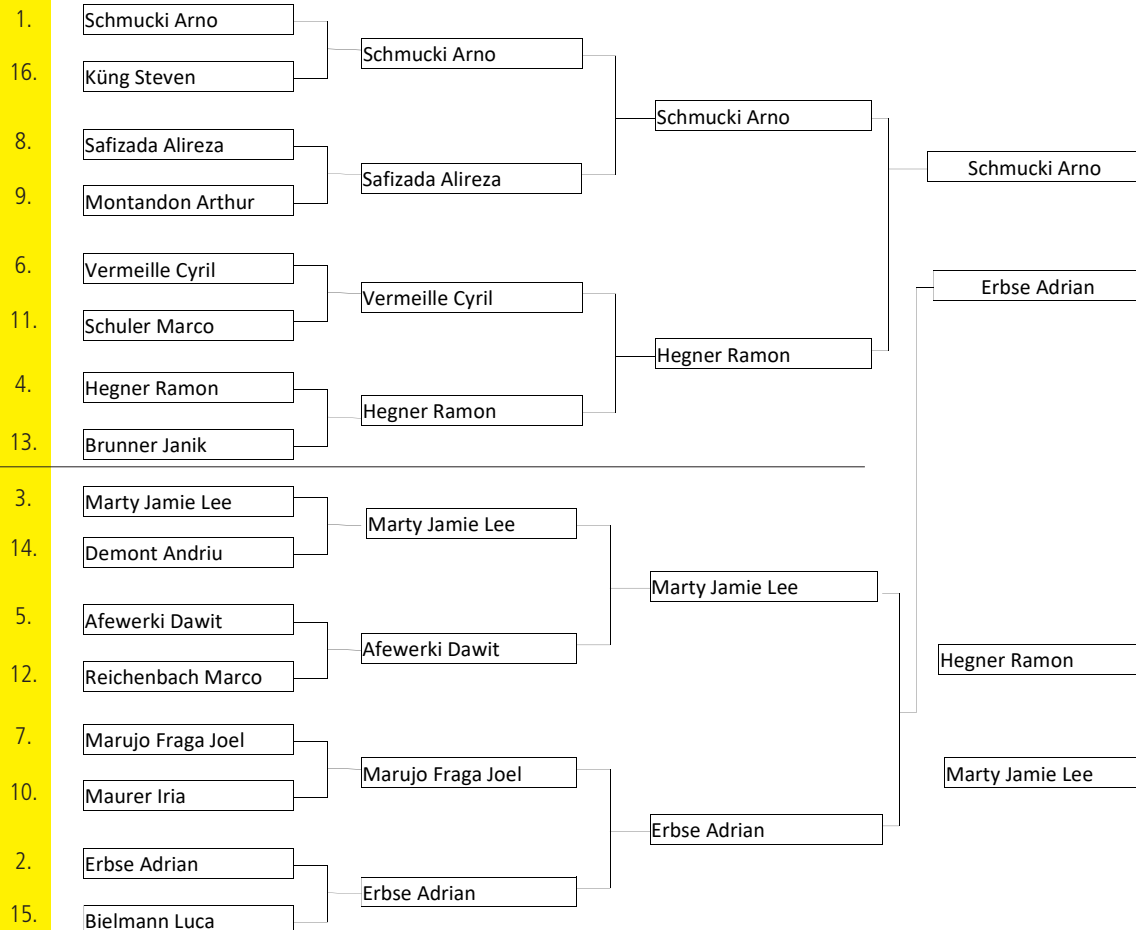 1.
Schmucki Arno
16.
Küng Steven
8.
Safizada Alireza
9.
Montandon Arthur
6.
Vermeille Cyril
11.
Schuler Marco
4.
Hegner Ramon
13.
Brunner Janik
3.
Marty Jamie Lee
14.
Demont Andriu
5.
Afewerki Dawit
12.
Reichenbach Marco
7.
Marujo Fraga Joel
10.
Maurer Iria
2.
Erbse Adrian
15.
Bielmann Luca
Schmucki Arno
Safizada Alireza
Vermeille Cyril
Hegner Ramon
Marty Jamie Lee
Afewerki Dawit
Marujo Fraga Joel
Erbse Adrian
Schmucki Arno
Hegner Ramon
Marty Jamie Lee
Erbse Adrian
Schmucki Arno
Erbse Adrian
Hegner Ramon
Marty Jamie Lee